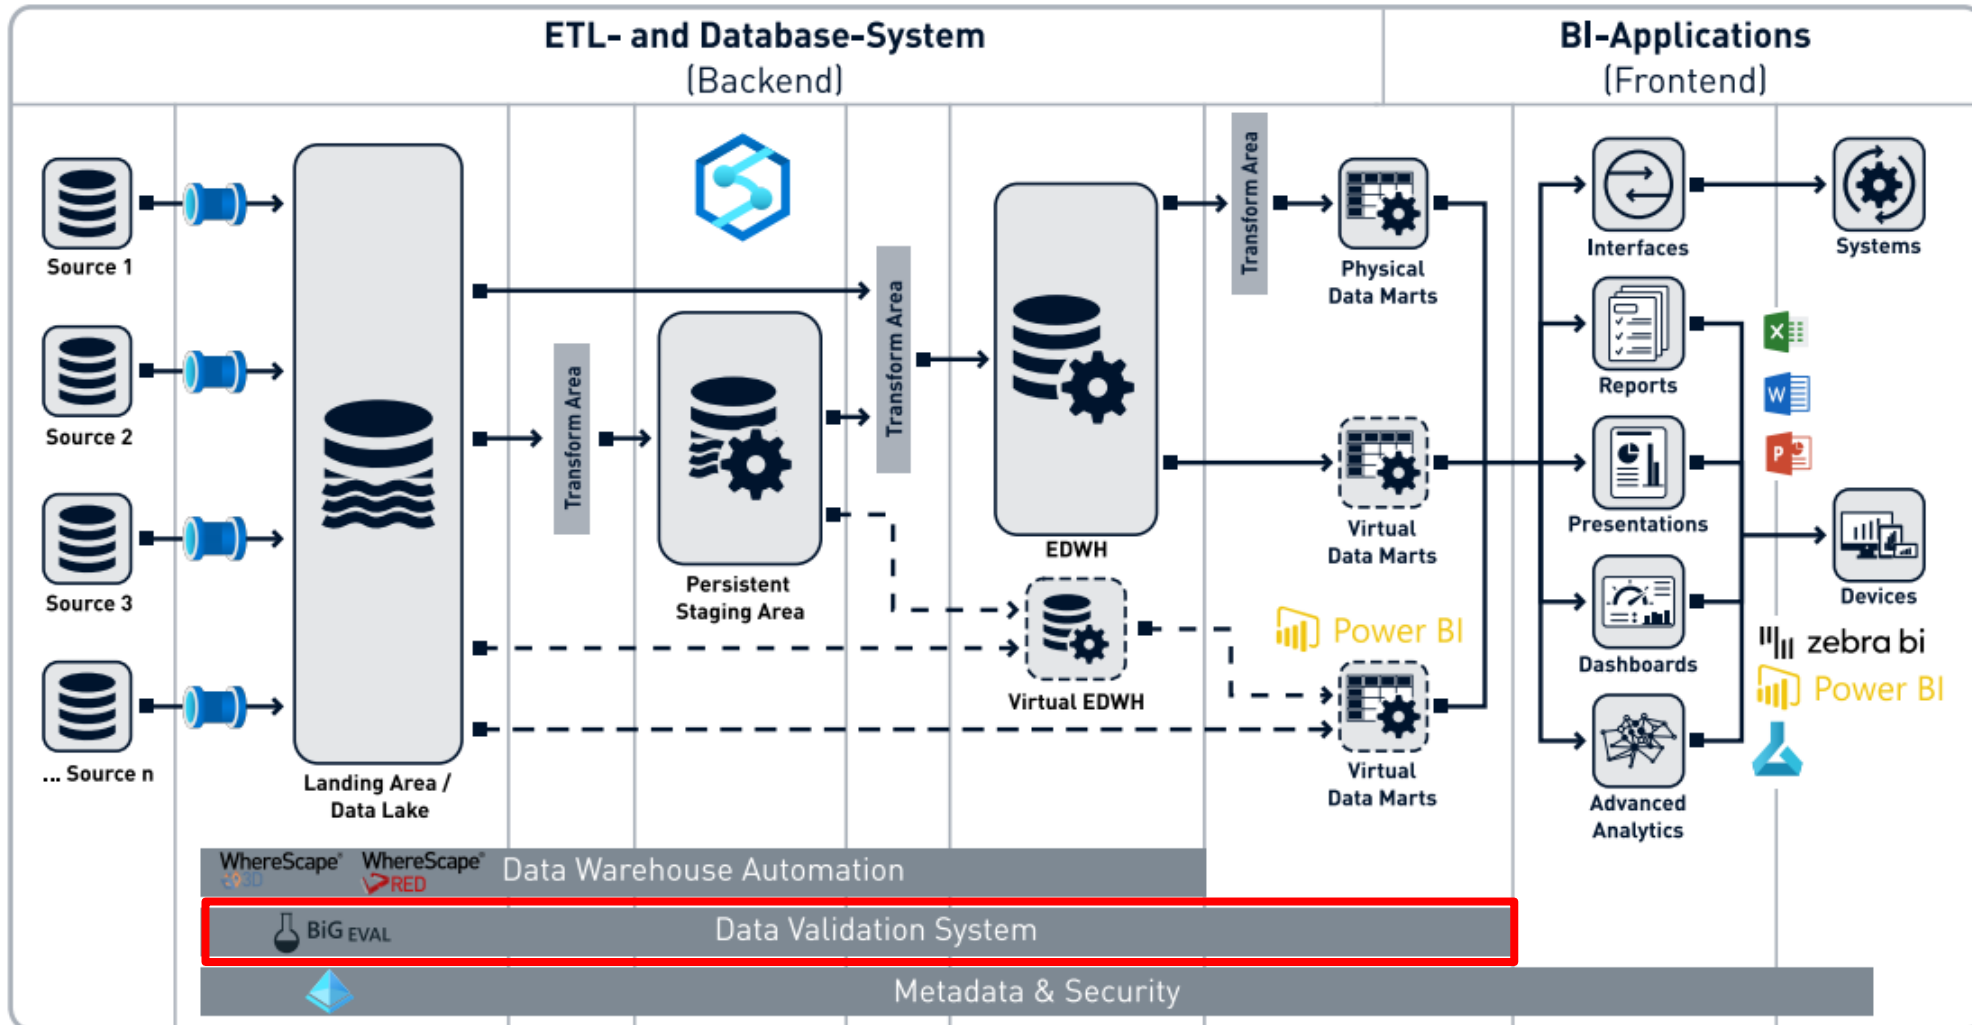 ETL- and Database-System
(Backend)
BI-Applications
(Frontend)
Source 1
Source 2
Source 3
... Source n
Landing Area /
Data Lake
Transform Area
Persistent
Staging Area
Transform Area
EDWH
Virtual EDWH
Transform Area
Physical
Data Marts
Virtual
Data Marts
Power BI
Virtual
Data Marts
Interfaces
Systems
Reports
X
W
Presentations
P
Devices
Dashboards
zebra bi
Power BI
Advanced
Analytics
WhereScape®
3D
WhereScape®
RED
Data Warehouse Automation
BiG EVAL
Data Validation System
Metadata & Security